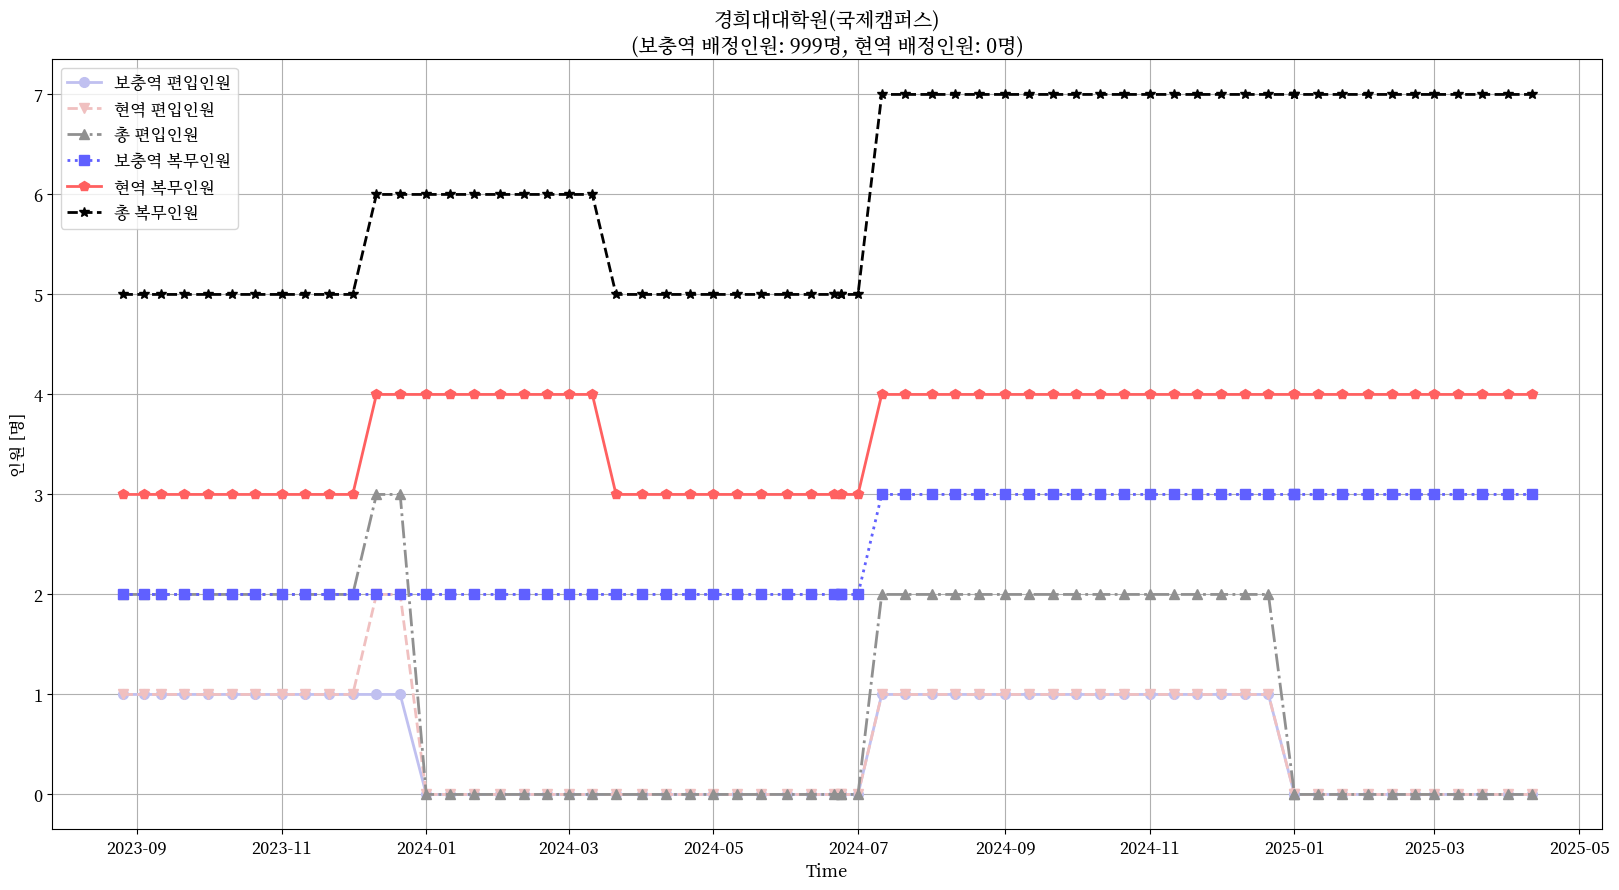 경희대대학원(국제캠퍼스)
(보충역 배정인원: 999명, 현역 배정인원: 0명)
보충역 편입인원
현역 편입인원
총 편입인원
보충역 복무인원
현역 복무인원
총 복무인원
인원 [명]
7
6
5
4
3
2
1
0
2023-09 2023-11 2024-01 2024-03 2024-05 2024-07 2024-09 2024-11 2025-01 2025-03 2025-05
Time